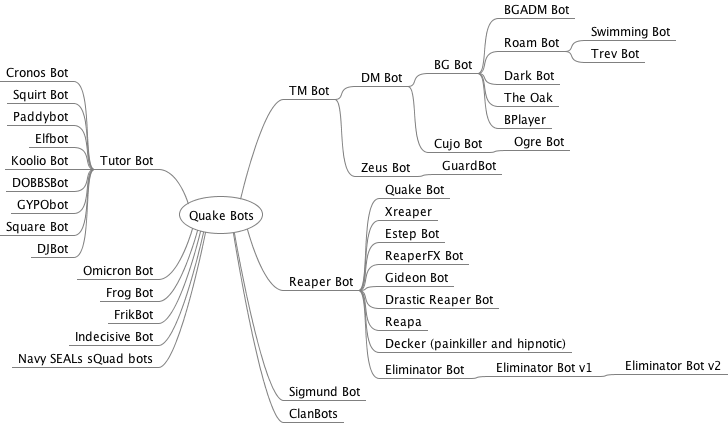 Quake Bots
TM Bot
DM Bot
BG Bot
BGADM Bot
Roam Bot
Swimming Bot
Trev Bot
Dark Bot
The Oak
BPlayer
Cujo Bot
Ogre Bot
Zeus Bot
GuardBot
Reaper Bot
Quake Bot
Xreaper
Estep Bot
ReaperFX Bot
Gideon Bot
Drastic Reaper Bot
Reapa
Decker (painkiller and hipnotic)
Eliminator Bot
Eliminator Bot v1
Eliminator Bot v2
Sigmund Bot
ClanBots
Tutor Bot
Cronos Bot
Squirt Bot
Paddybot
Elfbot
Koolio Bot
DOBBSBot
GYPObot
Square Bot
DJBot
Omicron Bot
Frog Bot
FrikBot
Indecisive Bot
Navy SEALs sQuad bots